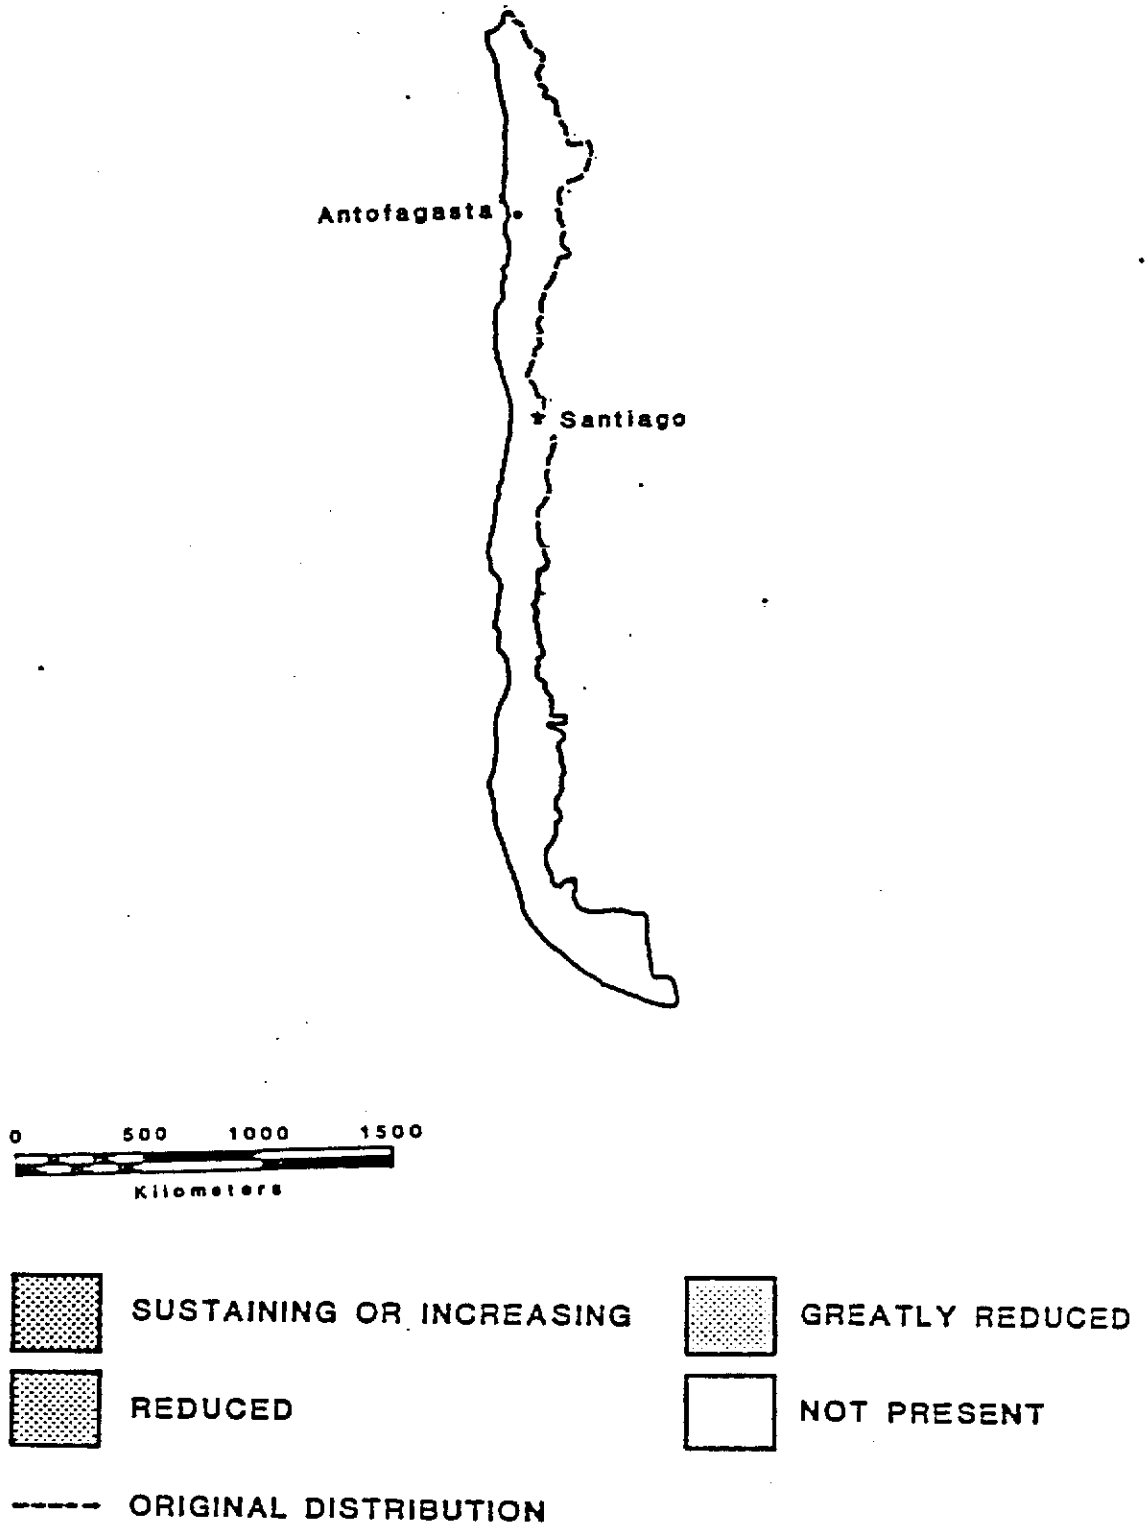 Antofagasta
Santiago
0 500 1000 1500
Kilometers
SUSTAINING OR INCREASING
GREATLY REDUCED
REDUCED
NOT PRESENT
ORIGINAL DISTRIBUTION